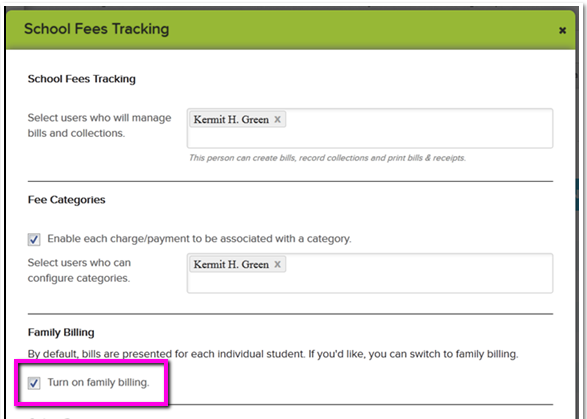 School Fees Tracking
School Fees Tracking
Select users who will manage
bills and collections.
Kermit H. Green x
This person can create bills, record collections and print bills & receipts.
Fee Categories
Enable each charge/payment to be associated with a category.
Select users who can
configure categories.
Kermit H. Green x
Family Billing
By default, bills are presented for each individual student. If you'd like, you can switch to family billing.
Turn on family billing.